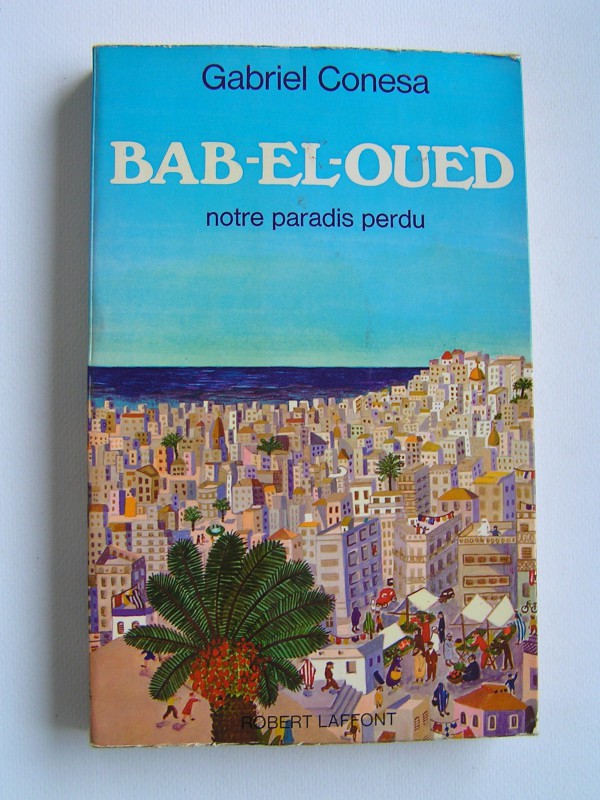 Gabriel Conesa
BAB-EL-OUED
notre paradis perdu
ROBERT LAFFONT